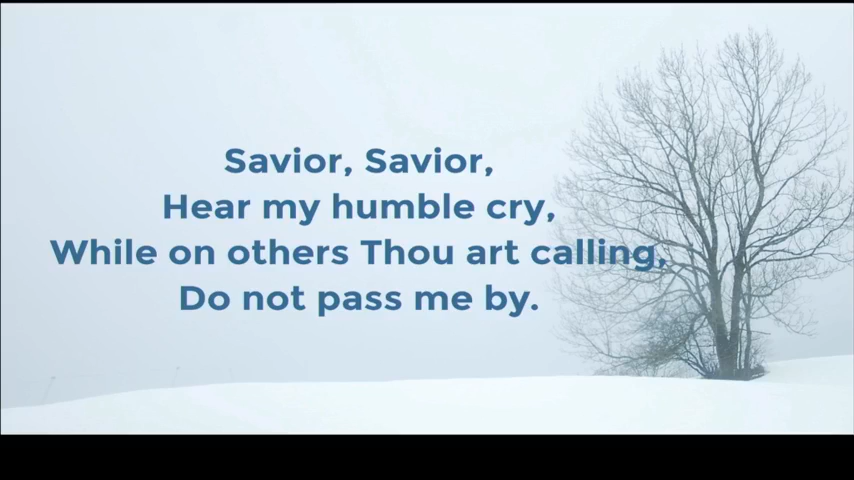 Savior, Savior,
Hear my humble cry,
While on others Thou art calling,
Do not pass me by.